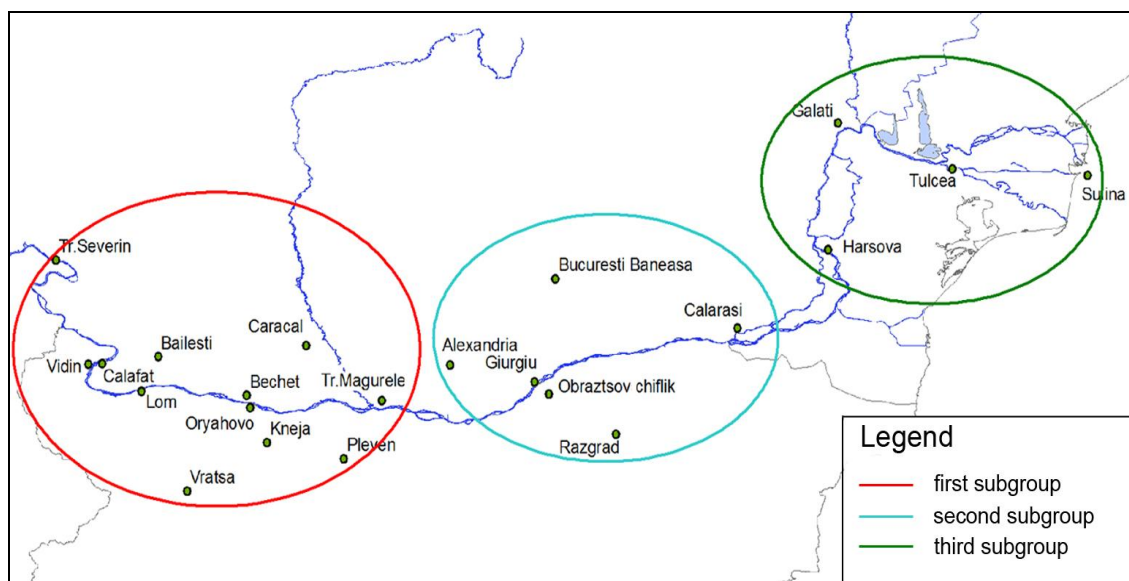 Galati
Tulcea
Sulina
Harsova
Tr.Severin
Bucuresti Baneasa
Calarasi
Caracal
Bailesti
Alexandria
Vidin
Calafat
Giurgiu
Bechet
Tr.Magurele
Obraztsov chiflik
Lom
Oryahovo
Kneja
Pleven
Razgrad
Vratsa
Legend
first subgroup
second subgroup
third subgroup